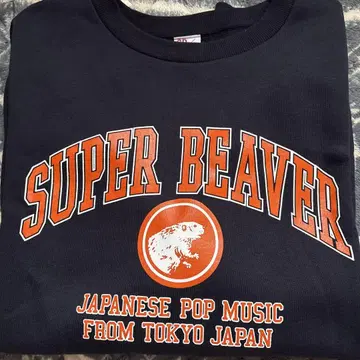 SUPER BEAVER
JAPANESE POP MUSIC
FROM TOKYO JAPAN